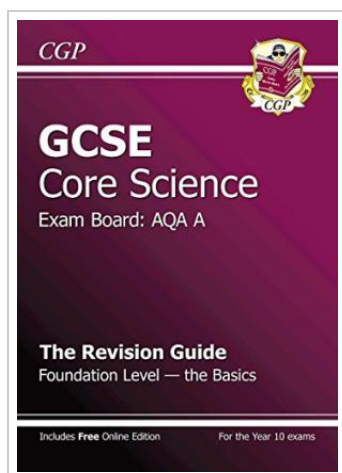 CGP
CGP
GCSE
Core Science
Exam Board: AQA A
The Revision Guide
Foundation Level — the Basics
Includes Free Online Edition
For the Year 10 exams